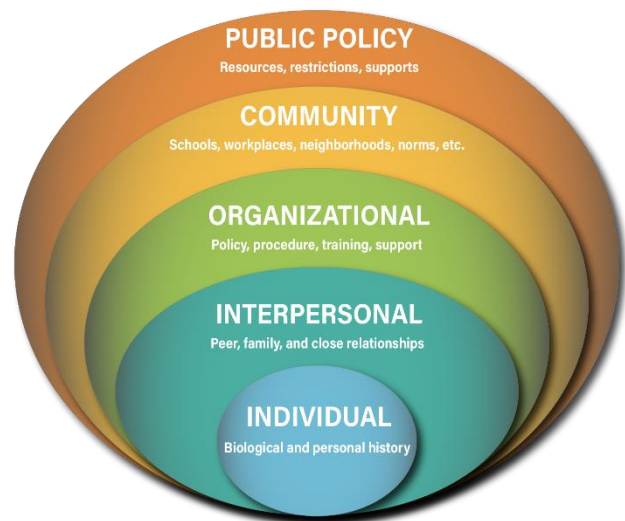 PUBLIC POLICY
Resources, restrictions, supports
COMMUNITY
Schools, workplaces, neighborhoods, norms, etc.
ORGANIZATIONAL
Policy, procedure, training, support
INTERPERSONAL
Peer, family, and close relationships
INDIVIDUAL
Biological and personal history